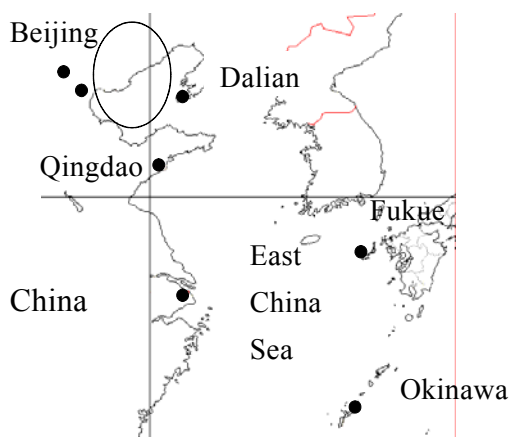 Beijing
Dalian
Qingdao
Fukue
East
China
Sea
China
Okinawa